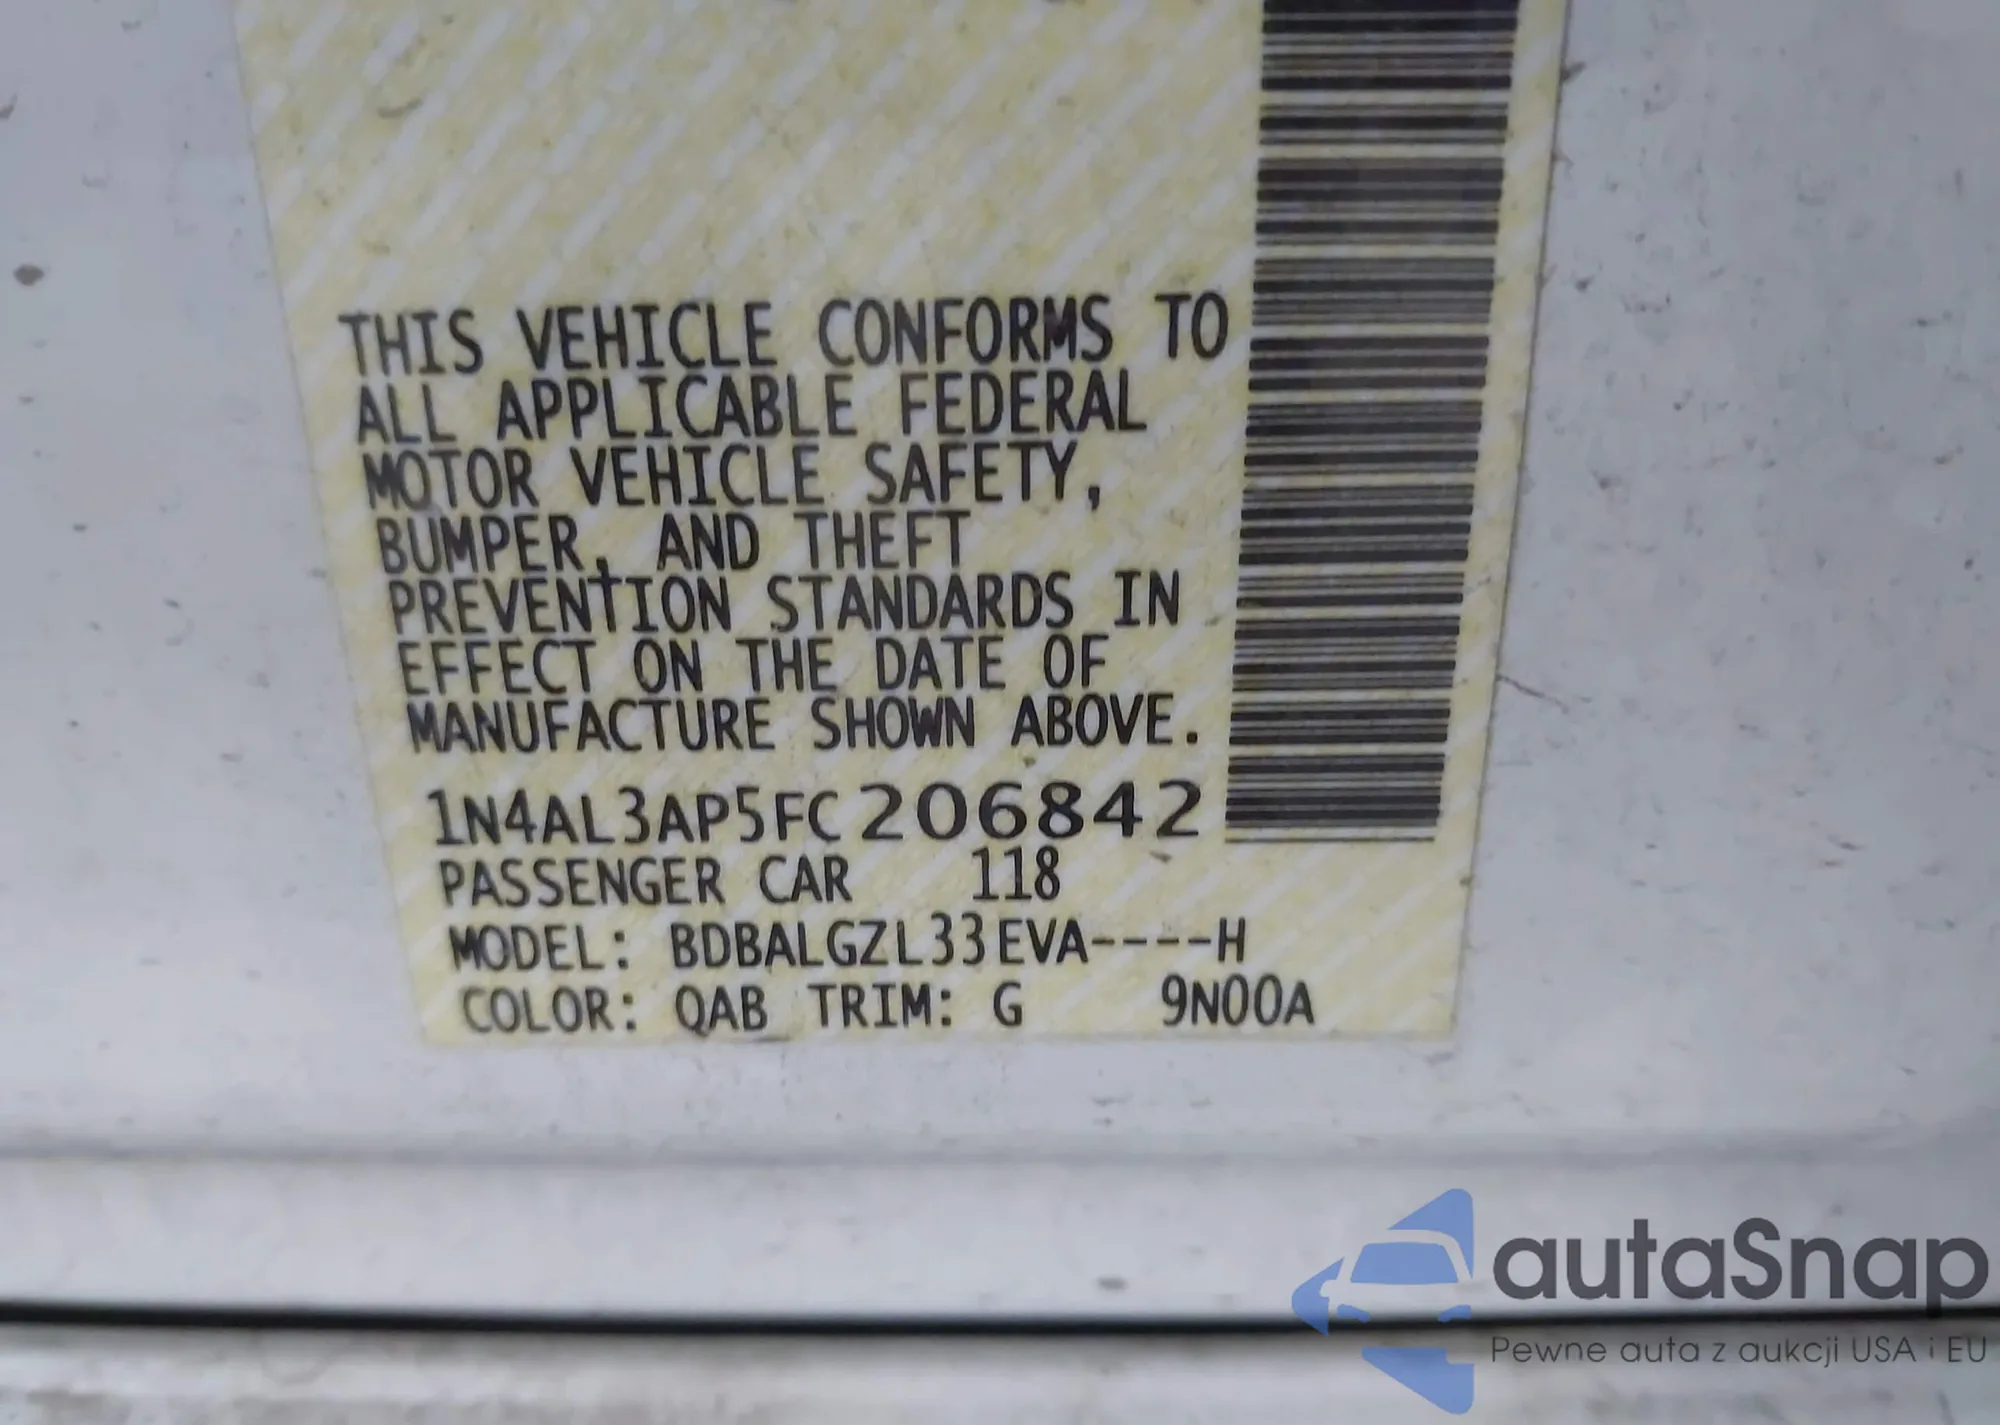 THIS VEHICLE CONFORMS TO
ALL APPLICABLE FEDERAL
MOTOR VEHICLE SAFETY,
BUMPER, AND THEFT
PREVENTION STANDARDS IN
EFFECT ON THE DATE OF
MANUFACTURE SHOWN ABOVE.
1N4AL3AP5FC206842
PASSENGER CAR 118
MODEL: BDBALGZL33EVA----H
COLOR: QAB TRIM: G 9N00A
autaSnap
Pewne auta z aukcji USA i EU